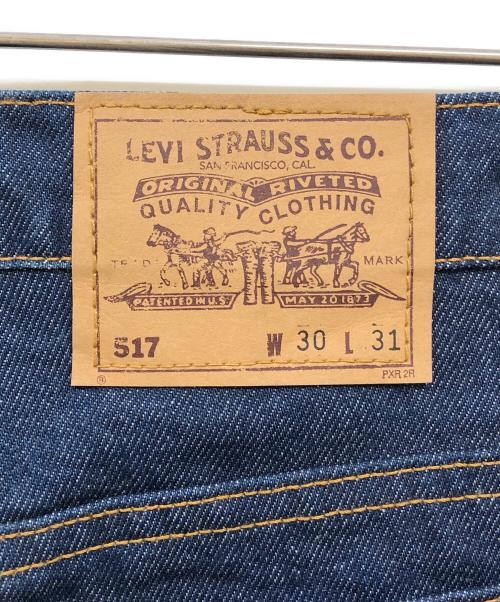 LEVI STRAUSS & CO.
SAN FRANCISCO, CAL.
ORIGINAL RIVETED
QUALITY CLOTHING
MARK
PATENTED IN U.S. MAY 20 1873
517 W 30 L 31
® PXR 2R